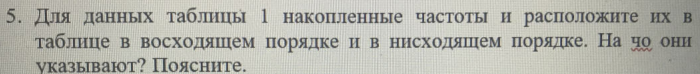 5. Для данных таблицы 1 накопленные частоты и расположите их в
таблице в восходящем порядке и в нисходящем порядке. На чо они
указывают? Поясните.